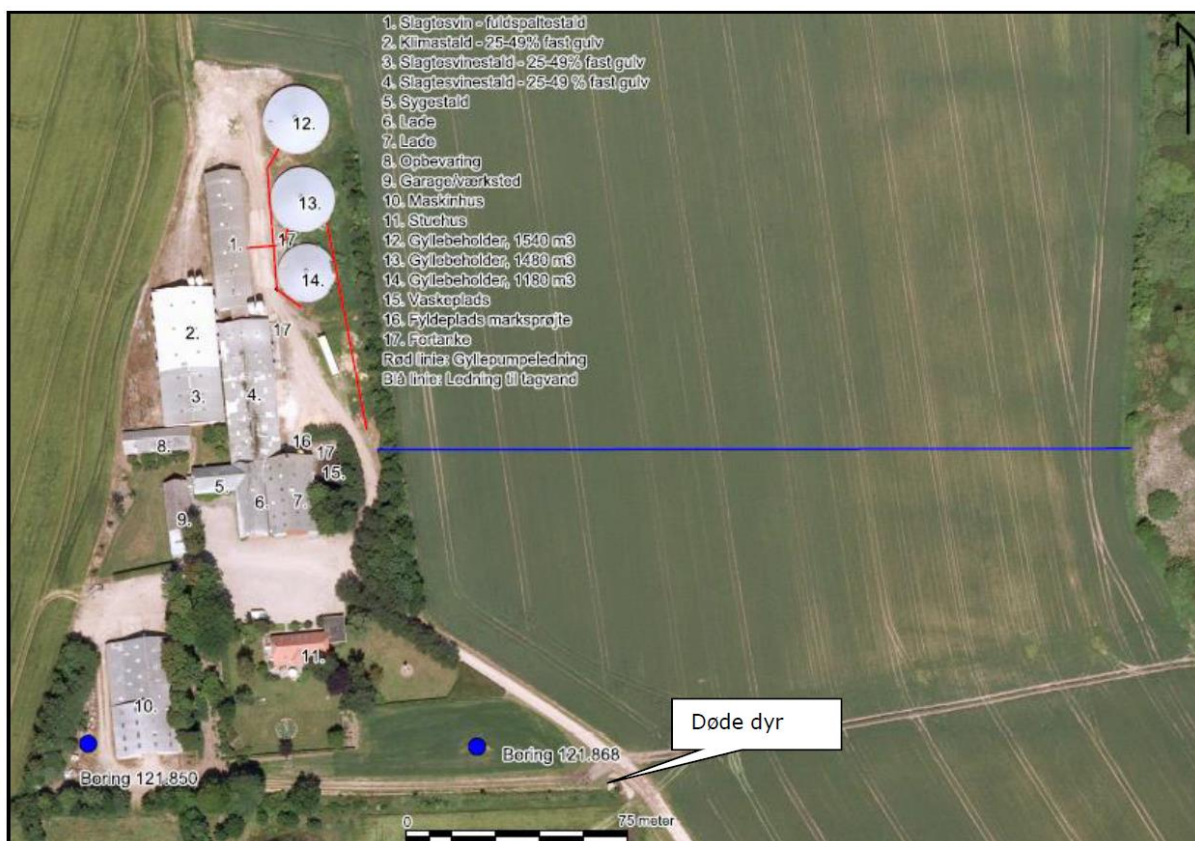 1. Slagtesvin - fuldspaltestald
2. Klimastald - 25-49% fast gulv
3. Slagtesvinestald - 25-49% fast gulv
4. Slagtesvinestald - 25-49 % fast gulv
5. Sygestald
6. Lade
7. Lade
8. Opbevaring
9. Garage/værksted
10. Maskinhus
11. Stuehus
12. Gyllebeholder, 1540 m3
13. Gyllebeholder, 1480 m3
14. Gyllebeholder, 1180 m3
15. Vaskeplads
16. Fyldeplads marksprøjte
17. Fortanke
Rød linie: Gyllepumpeledning
Blå linie: Ledning til tagvand
12.
13.
1.
17
14.
2.
17
3.
4.
8.
16
17
15.
5.
6.
7.
9.
11.
10.
Døde dyr
Boring 121.868
Boring 121.850
0
75 meter